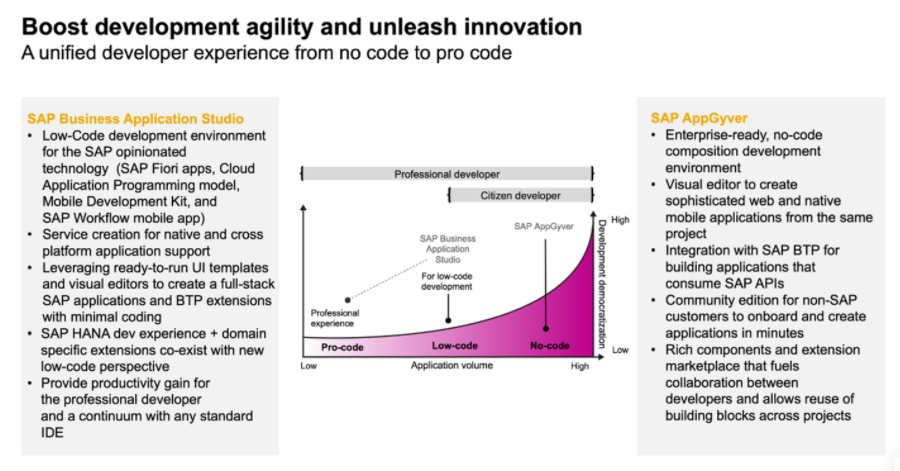 Boost development agility and unleash innovation
A unified developer experience from no code to pro code
SAP Business Application Studio
• Low-Code development environment
for the SAP opinionated
technology (SAP Fiori apps, Cloud
Application Programming model,
Mobile Development Kit, and
SAP Workflow mobile app)
• Service creation for native and cross
platform application support
• Leveraging ready-to-run UI templates
and visual editors to create a full-stack
SAP applications and BTP extensions
with minimal coding
• SAP HANA dev experience + domain
specific extensions co-exist with new
low-code perspective
• Provide productivity gain for
the professional developer
and a continuum with any standard
IDE
Professional developer
Citizen developer
SAP Business
Application
Studio
SAP AppGyver
For low-code
development
Professional
experience
Pro-code
Low-code
No-code
Low
Application volume
High
High
Development democratization
Low
SAP AppGyver
• Enterprise-ready, no-code
composition development
environment
• Visual editor to create
sophisticated web and native
mobile applications from the same
project
• Integration with SAP BTP for
building applications that
consume SAP APIs
• Community edition for non-SAP
customers to onboard and create
applications in minutes
• Rich components and extension
marketplace that fuels
collaboration between
developers and allows reuse of
building blocks across projects